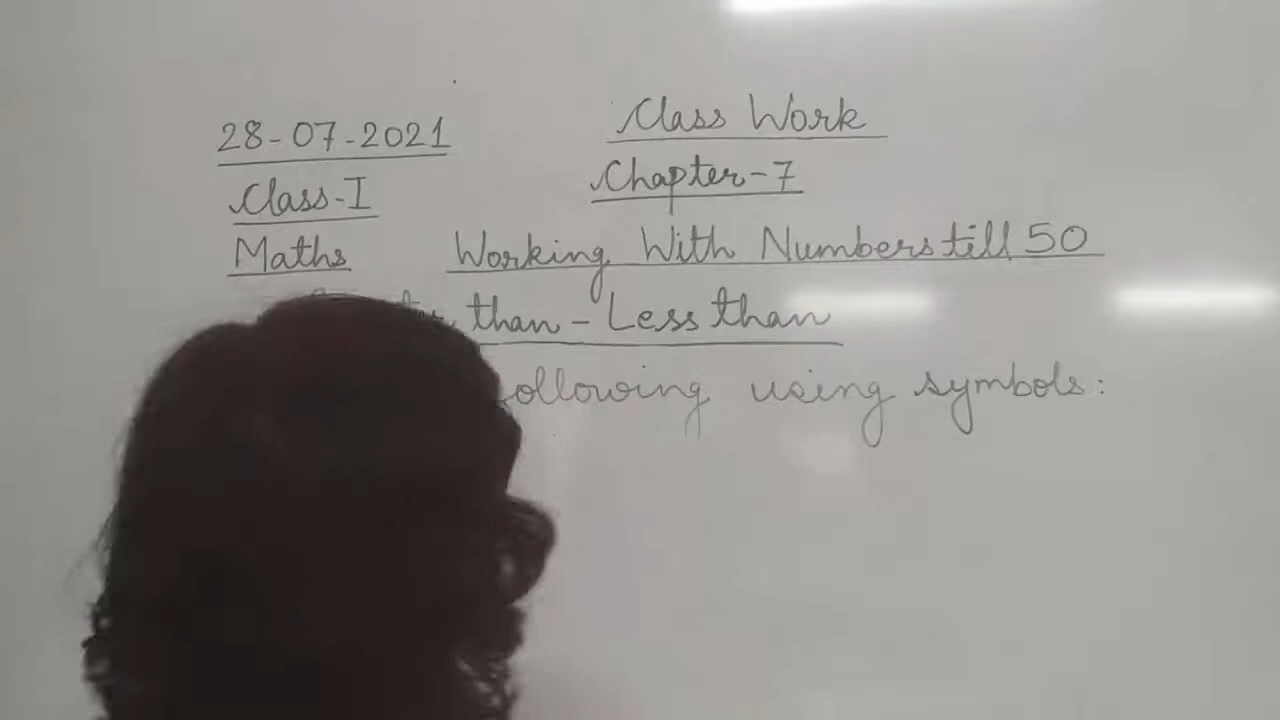 28-07-2021 Class Work
Class-I Chapter-7
Maths Working With Numbers till 50
than - Less than
following using symbols: